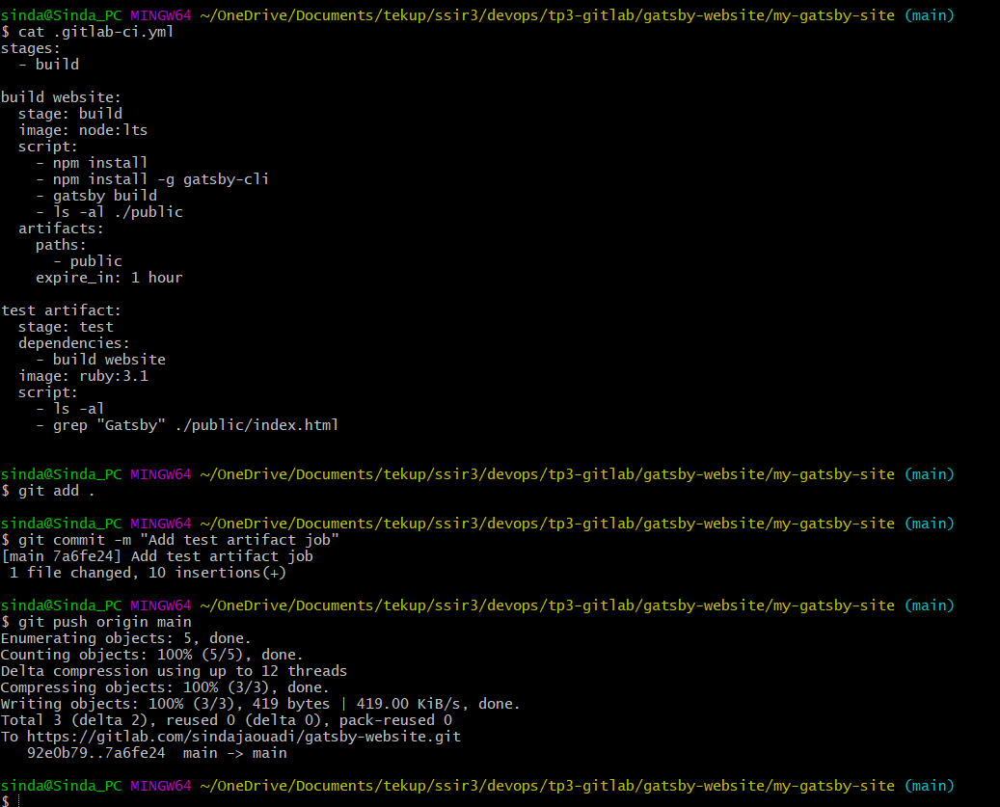 sinda@Sinda_PC MINGW64 ~/OneDrive/Documents/tekup/ssir3/devops/tp3-gitlab/gatsby-website/my-gatsby-site (main)
$ cat .gitlab-ci.yml
stages:
  - build

build website:
  stage: build
  image: node:lts
  script:
    - npm install
    - npm install -g gatsby-cli
    - gatsby build
    - ls -al ./public
  artifacts:
    paths:
      - public
    expire_in: 1 hour

test artifact:
  stage: test
  dependencies:
    - build website
  image: ruby:3.1
  script:
    - ls -al
    - grep "Gatsby" ./public/index.html

sinda@Sinda_PC MINGW64 ~/OneDrive/Documents/tekup/ssir3/devops/tp3-gitlab/gatsby-website/my-gatsby-site (main)
$ git add .

sinda@Sinda_PC MINGW64 ~/OneDrive/Documents/tekup/ssir3/devops/tp3-gitlab/gatsby-website/my-gatsby-site (main)
$ git commit -m "Add test artifact job"
[main 7a6fe24] Add test artifact job
 1 file changed, 10 insertions(+)

sinda@Sinda_PC MINGW64 ~/OneDrive/Documents/tekup/ssir3/devops/tp3-gitlab/gatsby-website/my-gatsby-site (main)
$ git push origin main
Enumerating objects: 5, done.
Counting objects: 100% (5/5), done.
Delta compression using up to 12 threads
Compressing objects: 100% (3/3), done.
Writing objects: 100% (3/3), 419 bytes | 419.00 KiB/s, done.
Total 3 (delta 2), reused 0 (delta 0), pack-reused 0
To https://gitlab.com/sindajaouadi/gatsby-website.git
   92e0b79..7a6fe24  main -> main

sinda@Sinda_PC MINGW64 ~/OneDrive/Documents/tekup/ssir3/devops/tp3-gitlab/gatsby-website/my-gatsby-site (main)
$